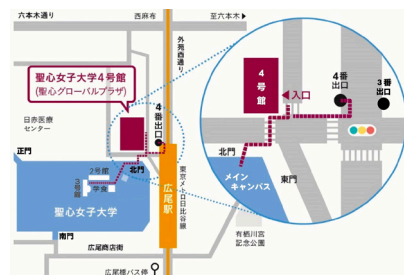 六本木通り
西麻布
至六本木▶
外苑西通り
聖心女子大学4号館
(聖心グローバルプラザ)
4番出口
日赤医療
センター
正門
2号館
3号館
学食
北門
聖心女子大学
南門
広尾商店街
広尾橋バス停
広尾駅
東京メトロ日比谷線
有栖川宮
記念公園
4号館
入口
4番
出口
3番
出口
北門
メイン
キャンパス
東門